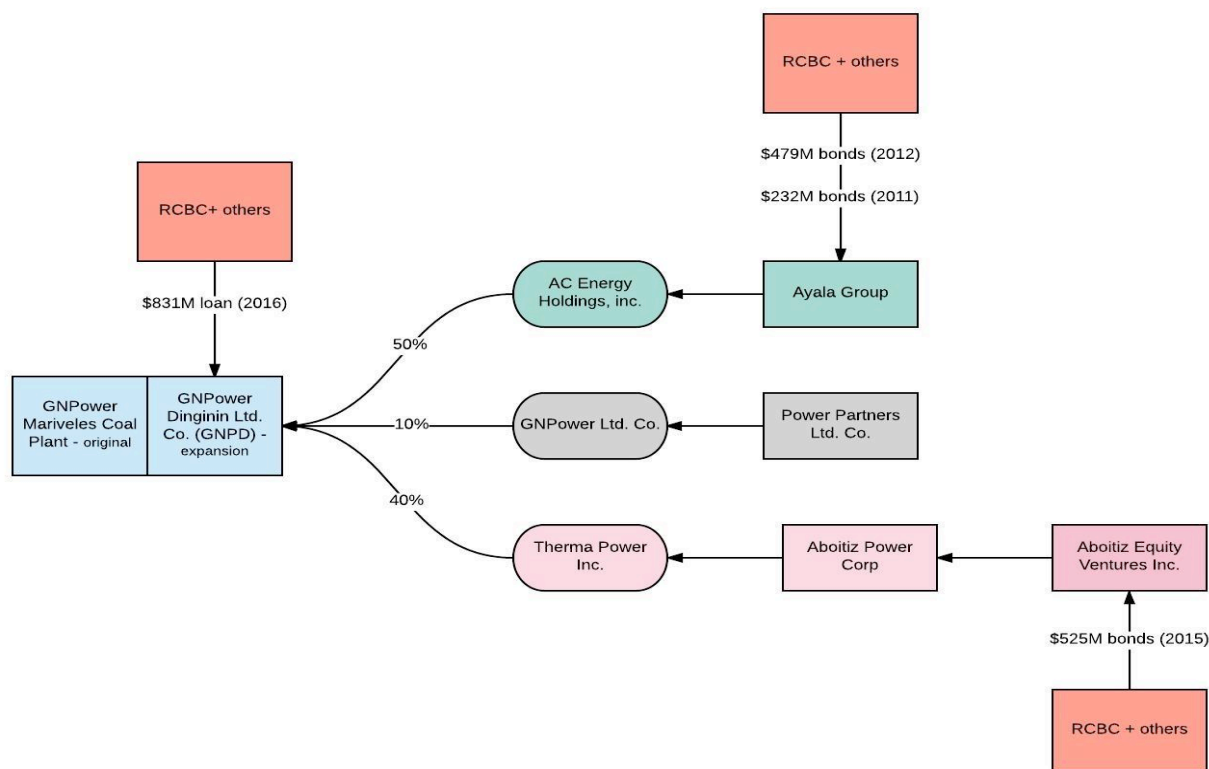 RCBC + others
$479M bonds (2012)
$232M bonds (2011)
RCBC+ others
$831M loan (2016)
AC Energy
Holdings, inc.
Ayala Group
50%
GNPower
Mariveles Coal
Plant - original
GNPower
Dinginin Ltd.
Co. (GNPD) -
expansion
10%
GNPower Ltd. Co.
Power Partners
Ltd. Co.
40%
Therma Power
Inc.
Aboitiz Power
Corp
Aboitiz Equity
Ventures Inc.
$525M bonds (2015)
RCBC + others